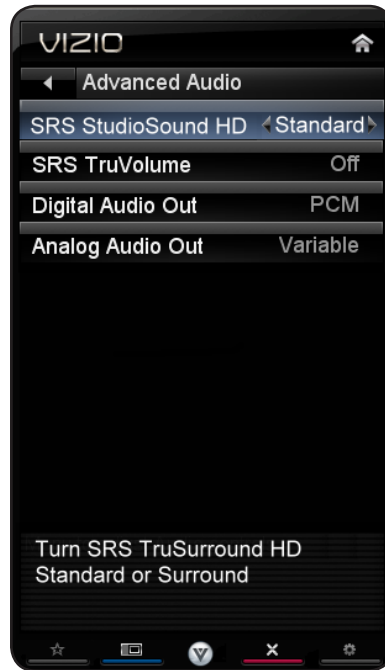 VIZIO
Advanced Audio
SRS StudioSound HD Standard
SRS TruVolume Off
Digital Audio Out PCM
Analog Audio Out Variable
Turn SRS TruSurround HD
Standard or Surround
V